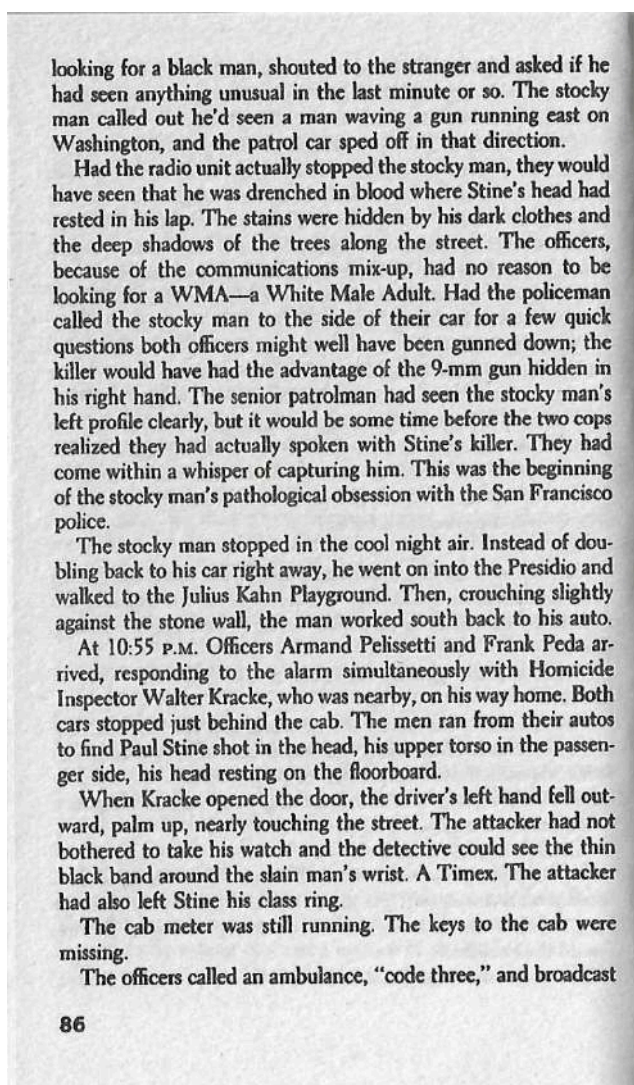 looking for a black man, shouted to the stranger and asked if he
had seen anything unusual in the last minute or so. The stocky
man called out he'd seen a man waving a gun running east on
Washington, and the patrol car sped off in that direction.
Had the radio unit actually stopped the stocky man, they would
have seen that he was drenched in blood where Stine's head had
rested in his lap. The stains were hidden by his dark clothes and
the deep shadows of the trees along the street. The officers,
because of the communications mix-up, had no reason to be
looking for a WMA—a White Male Adult. Had the policeman
called the stocky man to the side of their car for a few quick
questions both officers might well have been gunned down; the
killer would have had the advantage of the 9-mm gun hidden in
his right hand. The senior patrolman had seen the stocky man's
left profile clearly, but it would be some time before the two cops
realized they had actually spoken with Stine's killer. They had
come within a whisper of capturing him. This was the beginning
of the stocky man's pathological obsession with the San Francisco
police.
The stocky man stopped in the cool night air. Instead of dou-
bling back to his car right away, he went on into the Presidio and
walked to the Julius Kahn Playground. Then, crouching slightly
against the stone wall, the man worked south back to his auto.
At 10:55 P.M. Officers Armand Pelissetti and Frank Peda ar-
rived, responding to the alarm simultaneously with Homicide
Inspector Walter Kracke, who was nearby, on his way home. Both
cars stopped just behind the cab. The men ran from their autos
to find Paul Stine shot in the head, his upper torso in the passen-
ger side, his head resting on the floorboard.
When Kracke opened the door, the driver's left hand fell out-
ward, palm up, nearly touching the street. The attacker had not
bothered to take his watch and the detective could see the thin
black band around the slain man's wrist. A Timex. The attacker
had also left Stine his class ring.
The cab meter was still running. The keys to the cab were
missing.
The officers called an ambulance, "code three," and broadcast
86